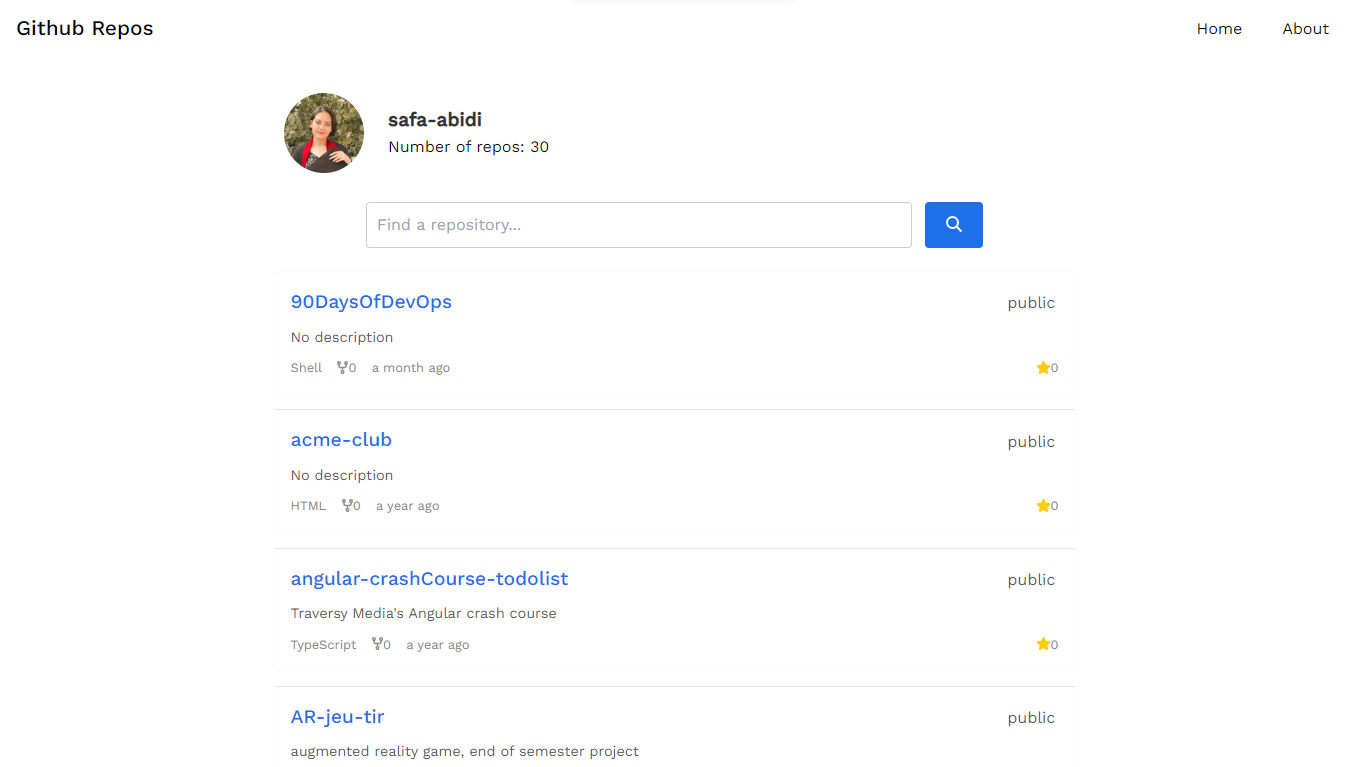 Github Repos Home About
safa-abidi
Number of repos: 30
Find a repository...
90DaysOfDevOps public
No description
Shell 0 a month ago 0
acme-club public
No description
HTML 0 a year ago 0
angular-crashCourse-todolist public
Traversy Media's Angular crash course
TypeScript 0 a year ago 0
AR-jeu-tir public
augmented reality game, end of semester project